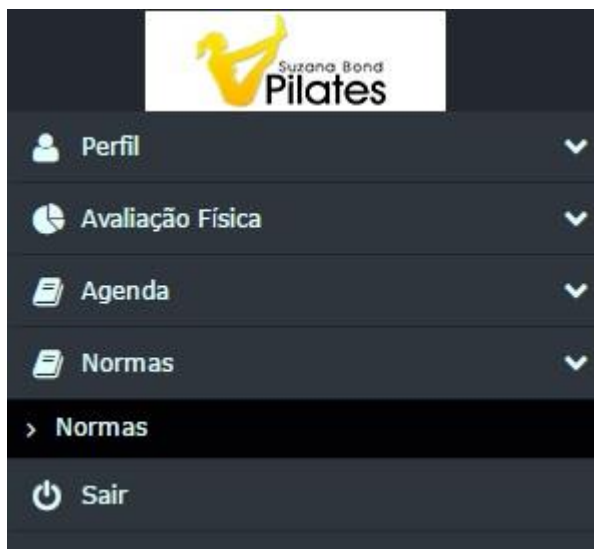 Suzana Bond
Pilates
Perfil
Avaliação Física
Agenda
Normas
> Normas
Sair